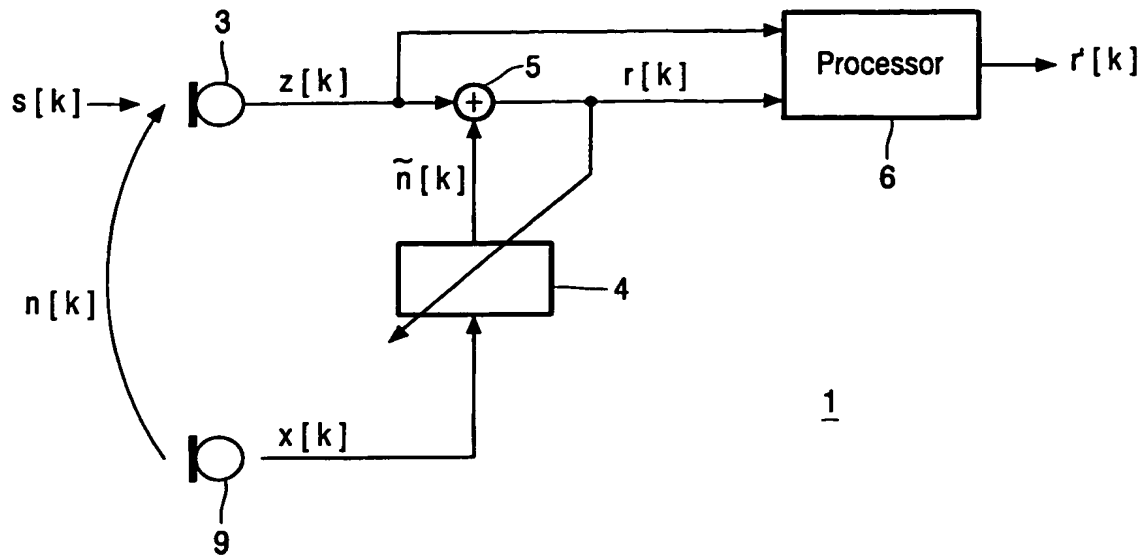 3
s[k]
z[k]
5
r[k]
Processor
r'[k]
6
ñ[k]
n[k]
4
x[k]
1
9